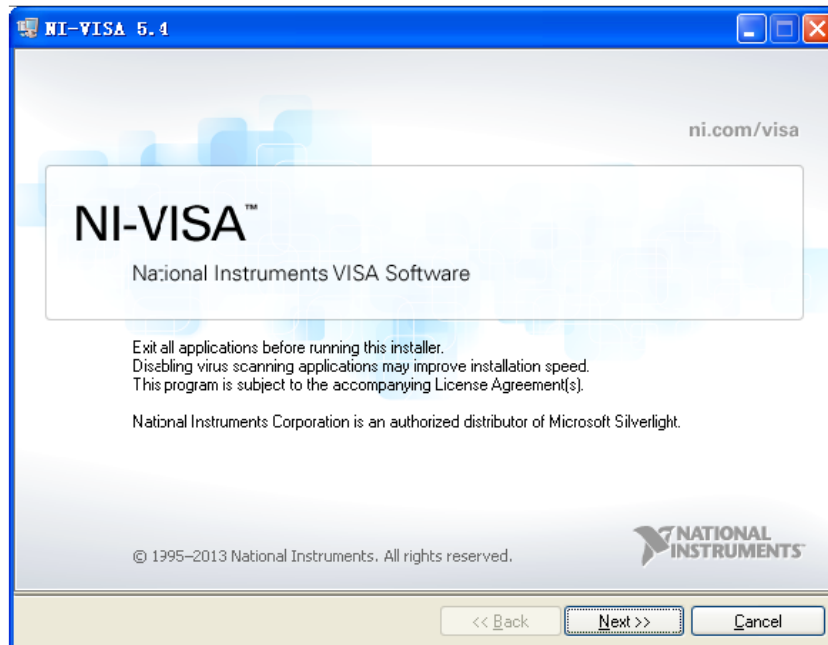 NI-VISA 5.4
ni.com/visa
NI-VISA™
National Instruments VISA Software
Exit all applications before running this installer.
Disabling virus scanning applications may improve installation speed.
This program is subject to the accompanying License Agreement(s).
National Instruments Corporation is an authorized distributor of Microsoft Silverlight.
© 1995–2013 National Instruments. All rights reserved.
NATIONAL
INSTRUMENTS™
<< Back
Next >>
Cancel